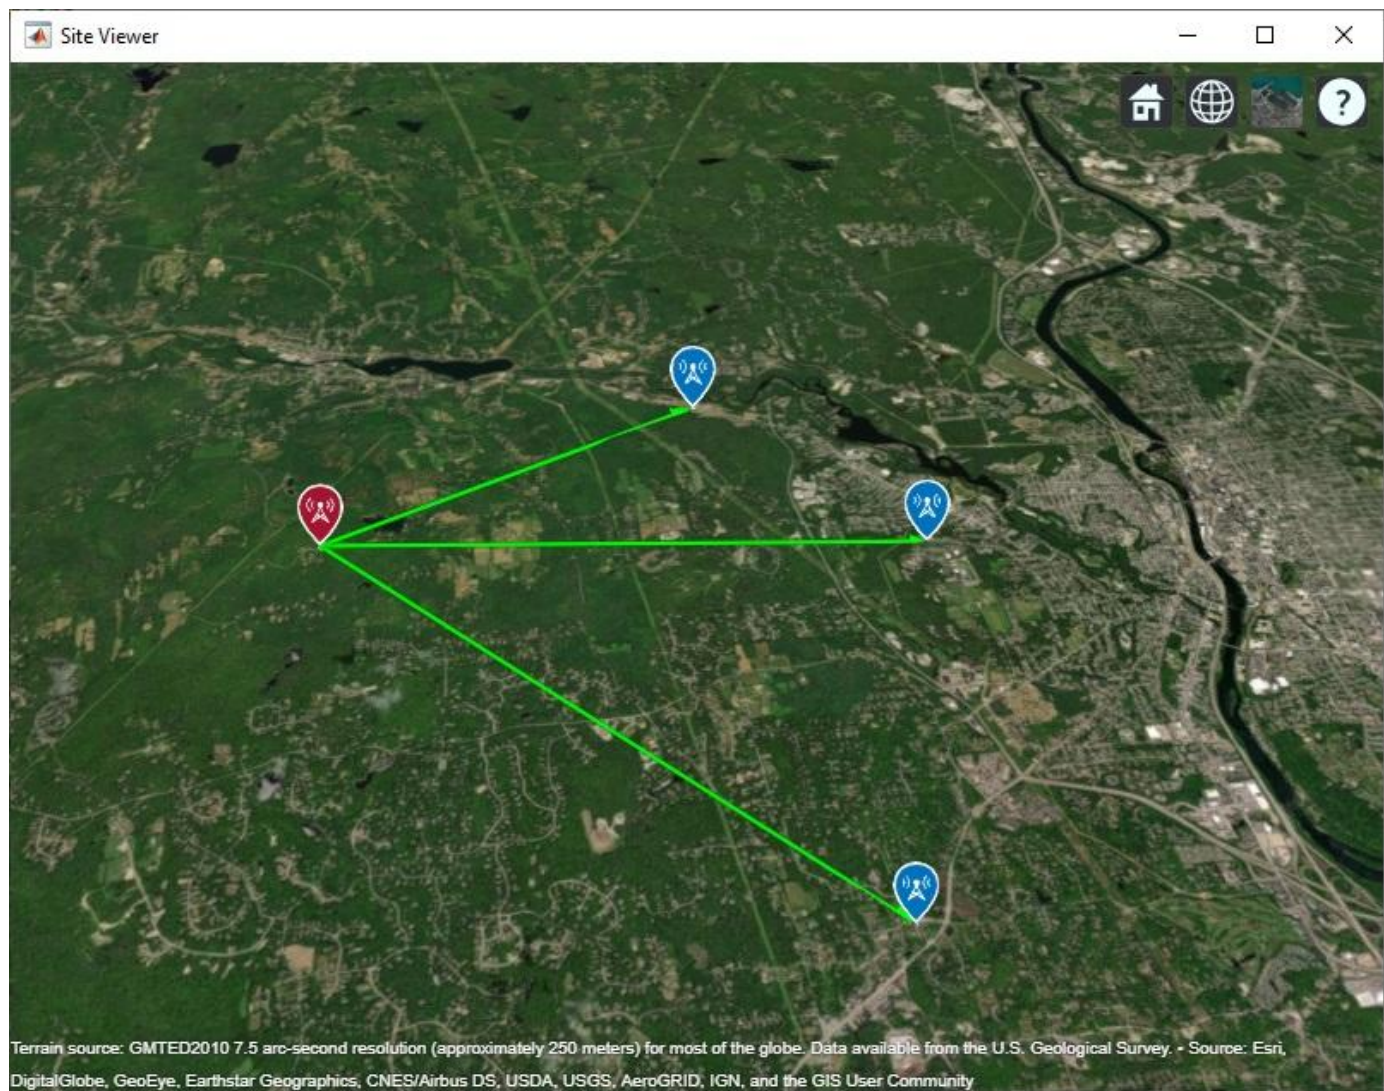 Site Viewer
?
Terrain source: GMTED2010 7.5 arc-second resolution (approximately 250 meters) for most of the globe. Data available from the U.S. Geological Survey. • Source: Esri,
DigitalGlobe, GeoEye, Earthstar Geographics, CNES/Airbus DS, USDA, USGS, AeroGRID, IGN, and the GIS User Community